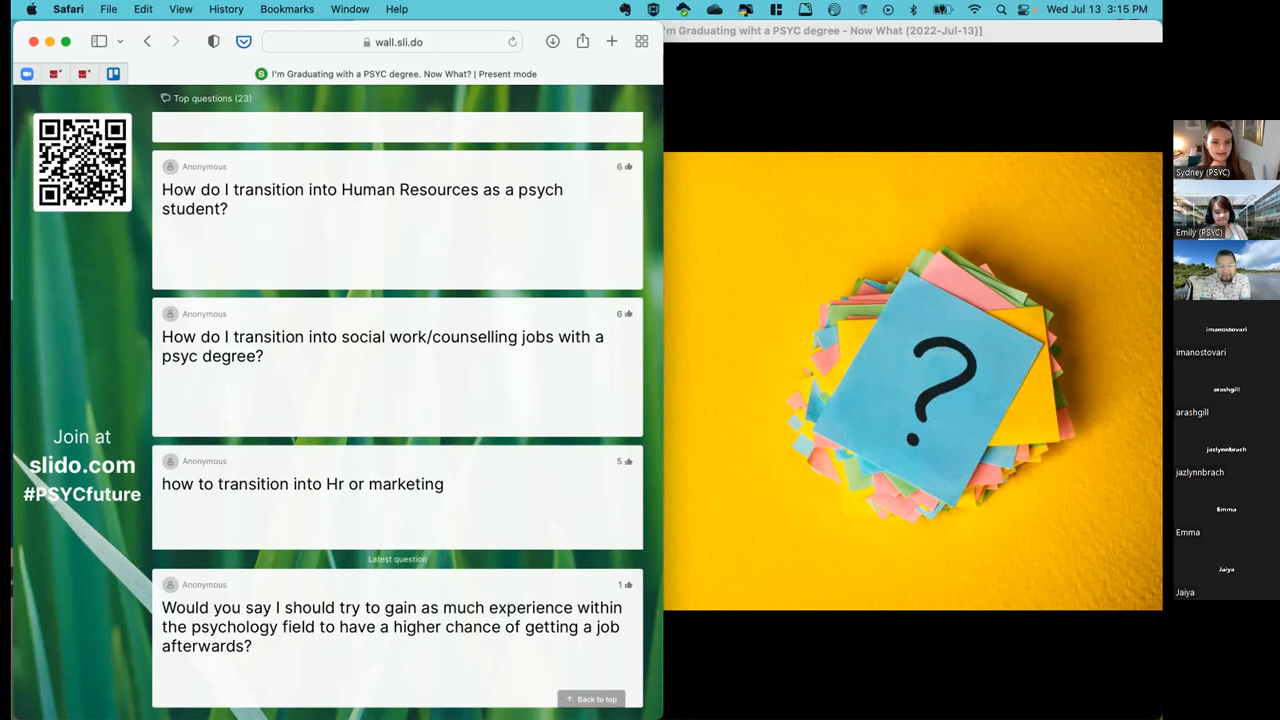 Safari File Edit View History Bookmarks Window Help Wed Jul 13 3:15 PM
'm Graduating wiht a PSYC degree - Now What (2022-Jul-13)]
wall.sli.do
I'm Graduating with a PSYC degree. Now What? | Present mode
Top questions (23)
Anonymous 6
How do I transition into Human Resources as a psych
student?
Anonymous 6
How do I transition into social work/counselling jobs with a
psyc degree?
Anonymous 5
how to transition into Hr or marketing
Latest question
Anonymous 1
Would you say I should try to gain as much experience within
the psychology field to have a higher chance of getting a job
afterwards?
Back to top
Join at
slido.com
#PSYCfuture
?
Sydney (PSYC)
Emily (PSYC)
imanostovari
imanostovari
arashgill
arashgill
jazlynnbrach
jazlynnbrach
Emma
Emma
Jaiya
Jaiya